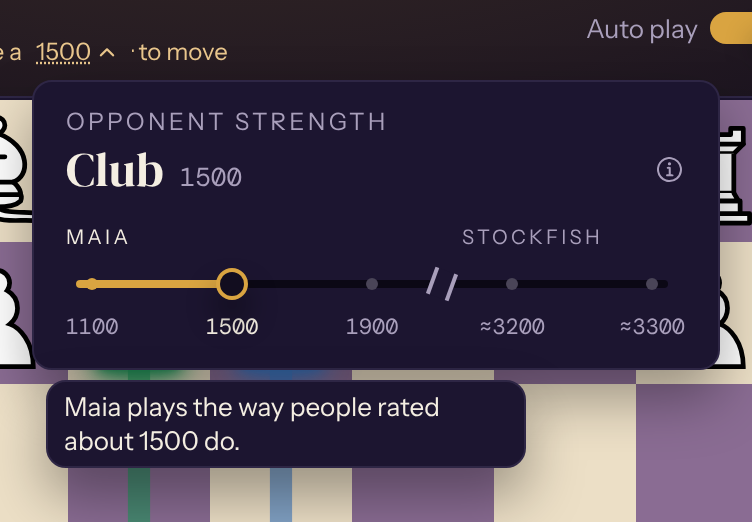 Auto play
e a 1500 · to move
OPPONENT STRENGTH
Club 1500
MAIA STOCKFISH
1100 1500 1900 ≈3200 ≈3300
Maia plays the way people rated
about 1500 do.